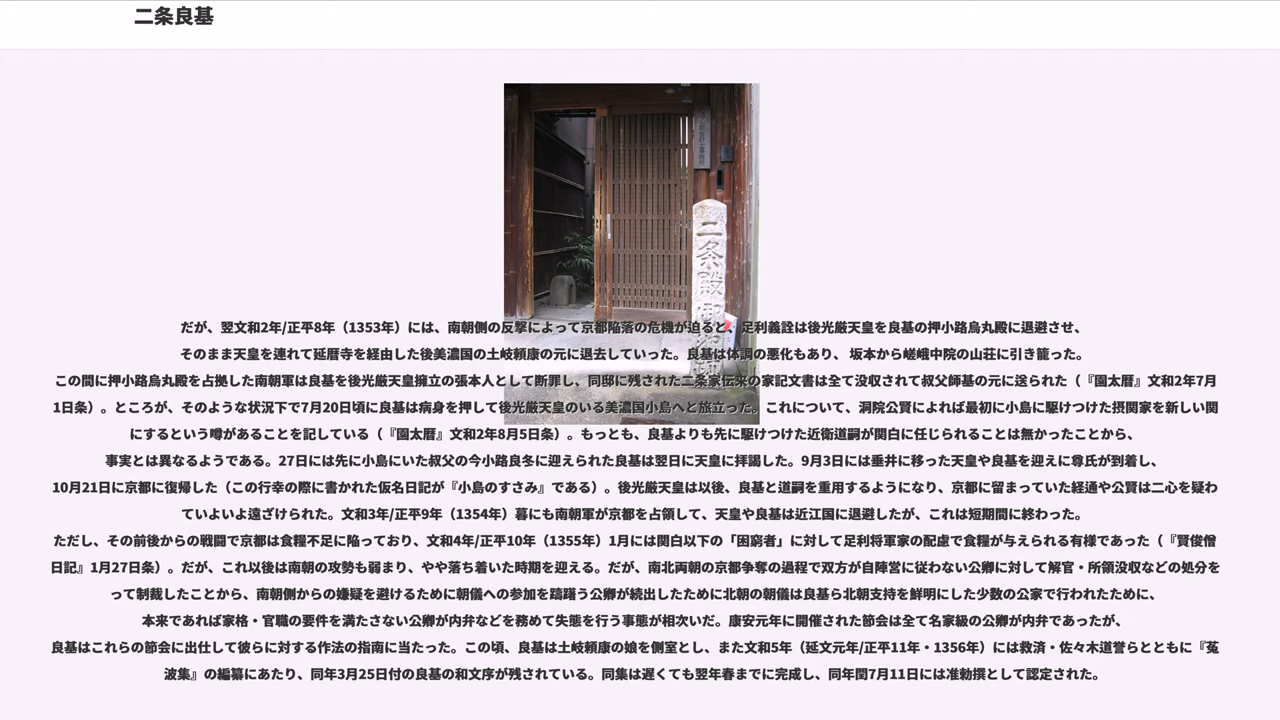 二条良基
二条殿
だが、翌文和2年/正平8年（1353年）には、南朝側の反撃によって京都陥落の危機が迫ると、足利義詮は後光厳天皇を良基の押小路烏丸殿に退避させ、
そのまま天皇を連れて延暦寺を経由した後美濃国の土岐頼康の元に退去していった。良基は体調の悪化もあり、 坂本から嵯峨中院の山荘に引き籠った。
この間に押小路烏丸殿を占拠した南朝軍は良基を後光厳天皇擁立の張本人として断罪し、同邸に残された二条家伝来の家記文書は全て没収されて叔父師基の元に送られた（『園太暦』文和2年7月
1日条）。ところが、そのような状況下で7月20日頃に良基は病身を押して後光厳天皇のいる美濃国小島へと旅立った。これについて、洞院公賢によれば最初に小島に駆けつけた摂関家を新しい関
にするという噂があることを記している（『園太暦』文和2年8月5日条）。もっとも、良基よりも先に駆けつけた近衛道嗣が関白に任じられることは無かったことから、
事実とは異なるようである。27日には先に小島にいた叔父の今小路良冬に迎えられた良基は翌日に天皇に拝謁した。9月3日には垂井に移った天皇や良基を迎えに尊氏が到着し、
10月21日に京都に復帰した（この行幸の際に書かれた仮名日記が『小島のすさみ』である）。後光厳天皇は以後、良基と道嗣を重用するようになり、京都に留まっていた経通や公賢は二心を疑わ
ていよいよ遠ざけられた。文和3年/正平9年（1354年）暮にも南朝軍が京都を占領して、天皇や良基は近江国に退避したが、これは短期間に終わった。
ただし、その前後からの戦闘で京都は食糧不足に陥っており、文和4年/正平10年（1355年）1月には関白以下の「困窮者」に対して足利将軍家の配慮で食糧が与えられる有様であった（『賢俊僧
日記』1月27日条）。だが、これ以後は南朝の攻勢も弱まり、やや落ち着いた時期を迎える。だが、南北両朝の京都争奪の過程で双方が自陣営に従わない公卿に対して解官・所領没収などの処分を
って制裁したことから、南朝側からの嫌疑を避けるために朝儀への参加を躊躇う公卿が続出したために北朝の朝儀は良基ら北朝支持を鮮明にした少数の公家で行われたために、
本来であれば家格・官職の要件を満たさない公卿が内弁などを務めて失態を行う事態が相次いだ。康安元年に開催された節会は全て名家級の公卿が内弁であったが、
良基はこれらの節会に出仕して彼らに対する作法の指南に当たった。この頃、良基は土岐頼康の娘を側室とし、また文和5年（延文元年/正平11年・1356年）には救済・佐々木道誉らとともに『菟
波集』の編纂にあたり、同年3月25日付の良基の和文序が残されている。同集は遅くても翌年春までに完成し、同年閏7月11日には准勅撰として認定された。